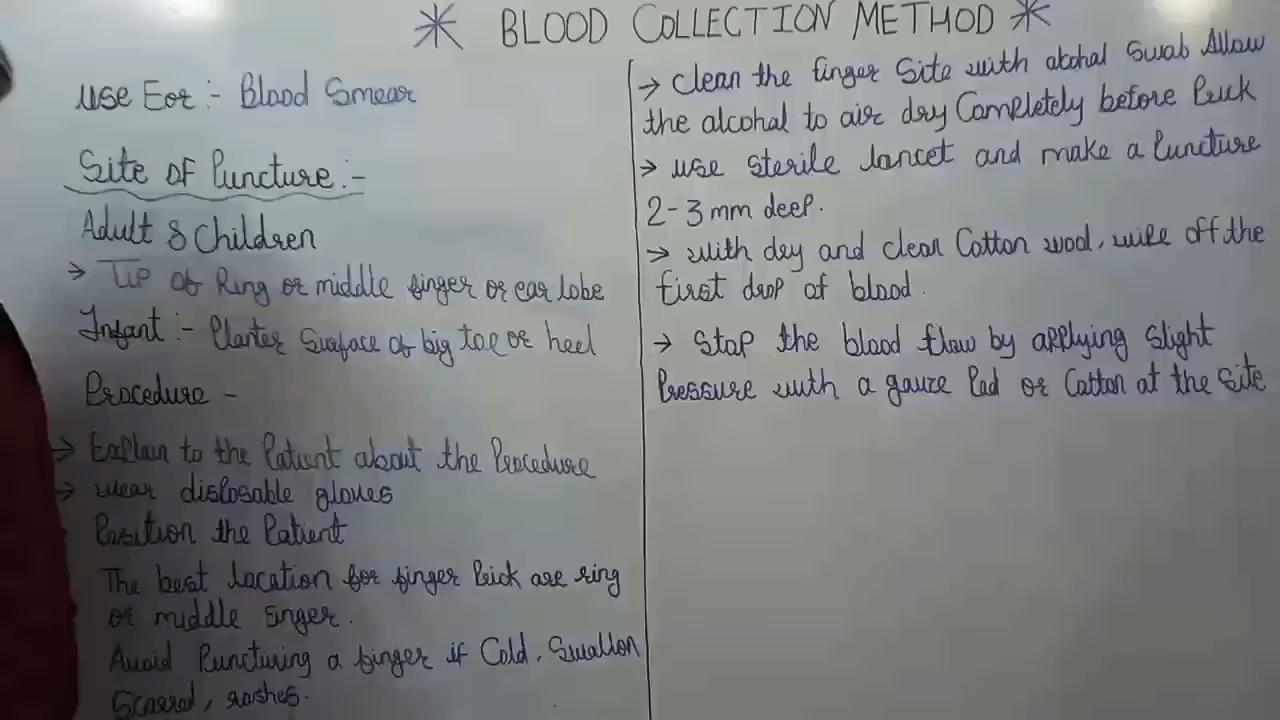 * BLOOD COLLECTION METHOD *
use For :- Blood Smear
Site OF Puncture :-
Adult & Children
→ Tip of Ring or middle finger or ear lobe
Infant :- Planter Surface of big toe or heel
Procedure -
→ Explain to the Patient about the Procedure
→ wear disposable gloves
Position the Patient
The best location for finger Prick are ring
or middle finger.
Avoid Puncturing a finger if Cold, Swallon
Scarred, rashes.
→ Clean the finger Site with alcohal Swab Allow
the alcohal to air dry Completely before Prick
→ use sterile lancet and make a Puncture
2-3 mm deep.
→ with dry and clean Cotton wool, wipe off the
first drop of blood.
→ Stop the blood flow by applying Slight
Pressure with a gauze Pad or Cotton at the Site